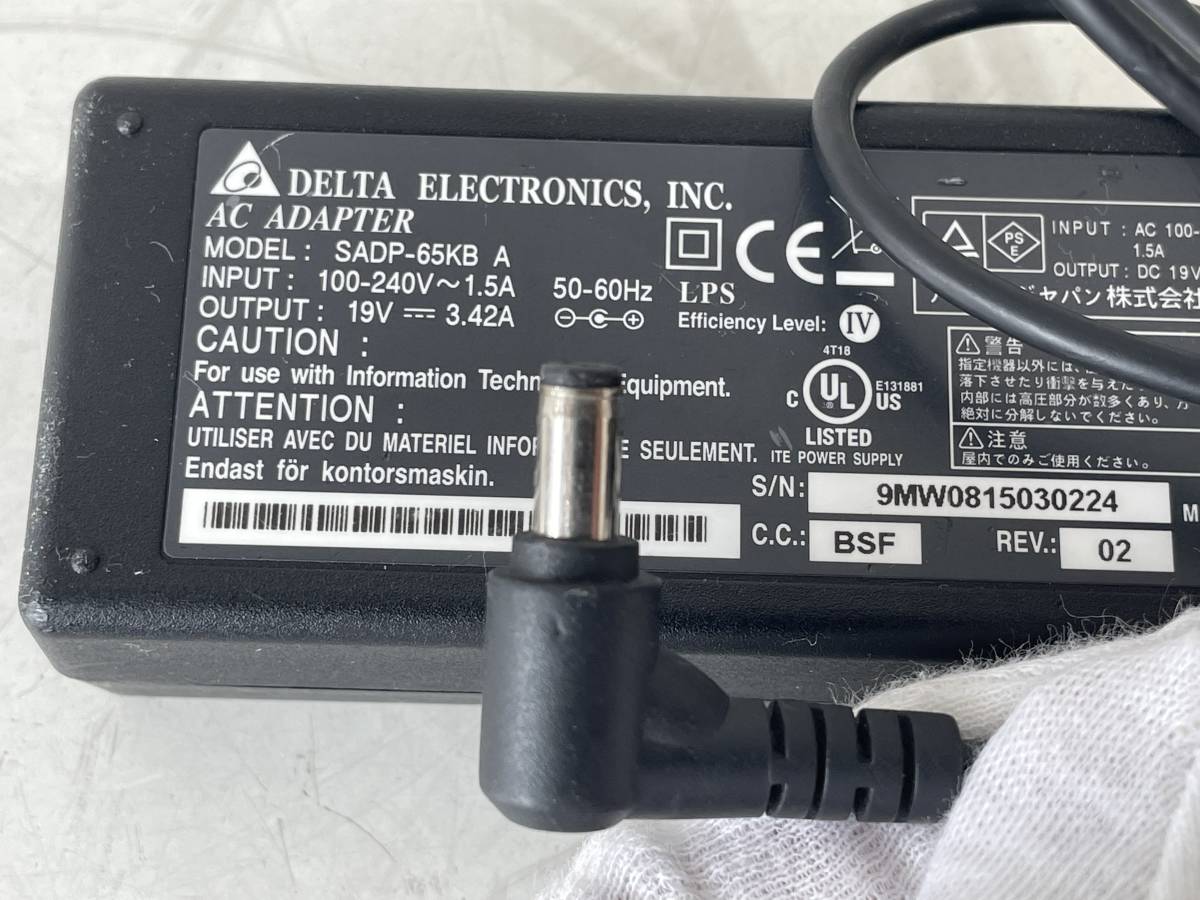 DELTA ELECTRONICS, INC.
AC ADAPTER
MODEL : SADP-65KB A
INPUT : 100-240V～1.5A 50-60Hz
OUTPUT : 19V ⎓ 3.42A
LPS
Efficiency Level: IV
CAUTION :
For use with Information Equipment.
ATTENTION :
UTILISER AVEC DU MATERIEL SEULEMENT.
Endast för kontorsmaskin.
4T18
C UL US
E131881
LISTED
ITE POWER SUPPLY
PS E
INPUT : AC 100-
1.5A
OUTPUT : DC 19V
ジャパン株式会社
警告
指定機器以外には、
落下させたり衝撃を与えた
内部には高圧部分が数多くあり、万
絶対に分解しないでください。
注意
屋内でのみご使用ください。
S/N: 9MW0815030224
C.C.: BSF REV.: 02